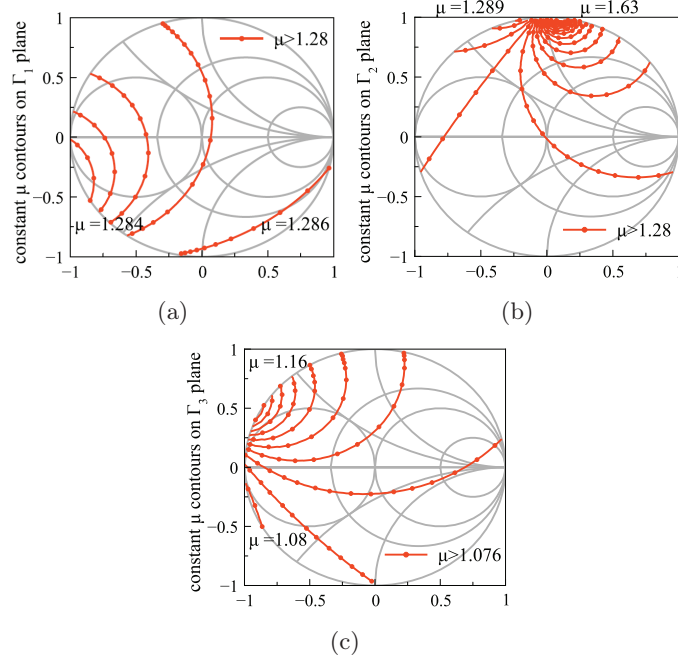 constant μ contours on Γ1 plane
1
0.5
0
−0.5
−1
μ>1.28
μ =1.284
μ =1.286
−1
−0.5
0
0.5
1
(a)
constant μ contours on Γ2 plane
μ =1.289
μ =1.63
1
0.5
0
−0.5
−1
μ>1.28
−1
−0.5
0
0.5
1
(b)
constant μ contours on Γ3 plane
1
0.5
0
−0.5
−1
μ =1.16
μ =1.08
μ>1.076
−1
−0.5
0
0.5
1
(c)